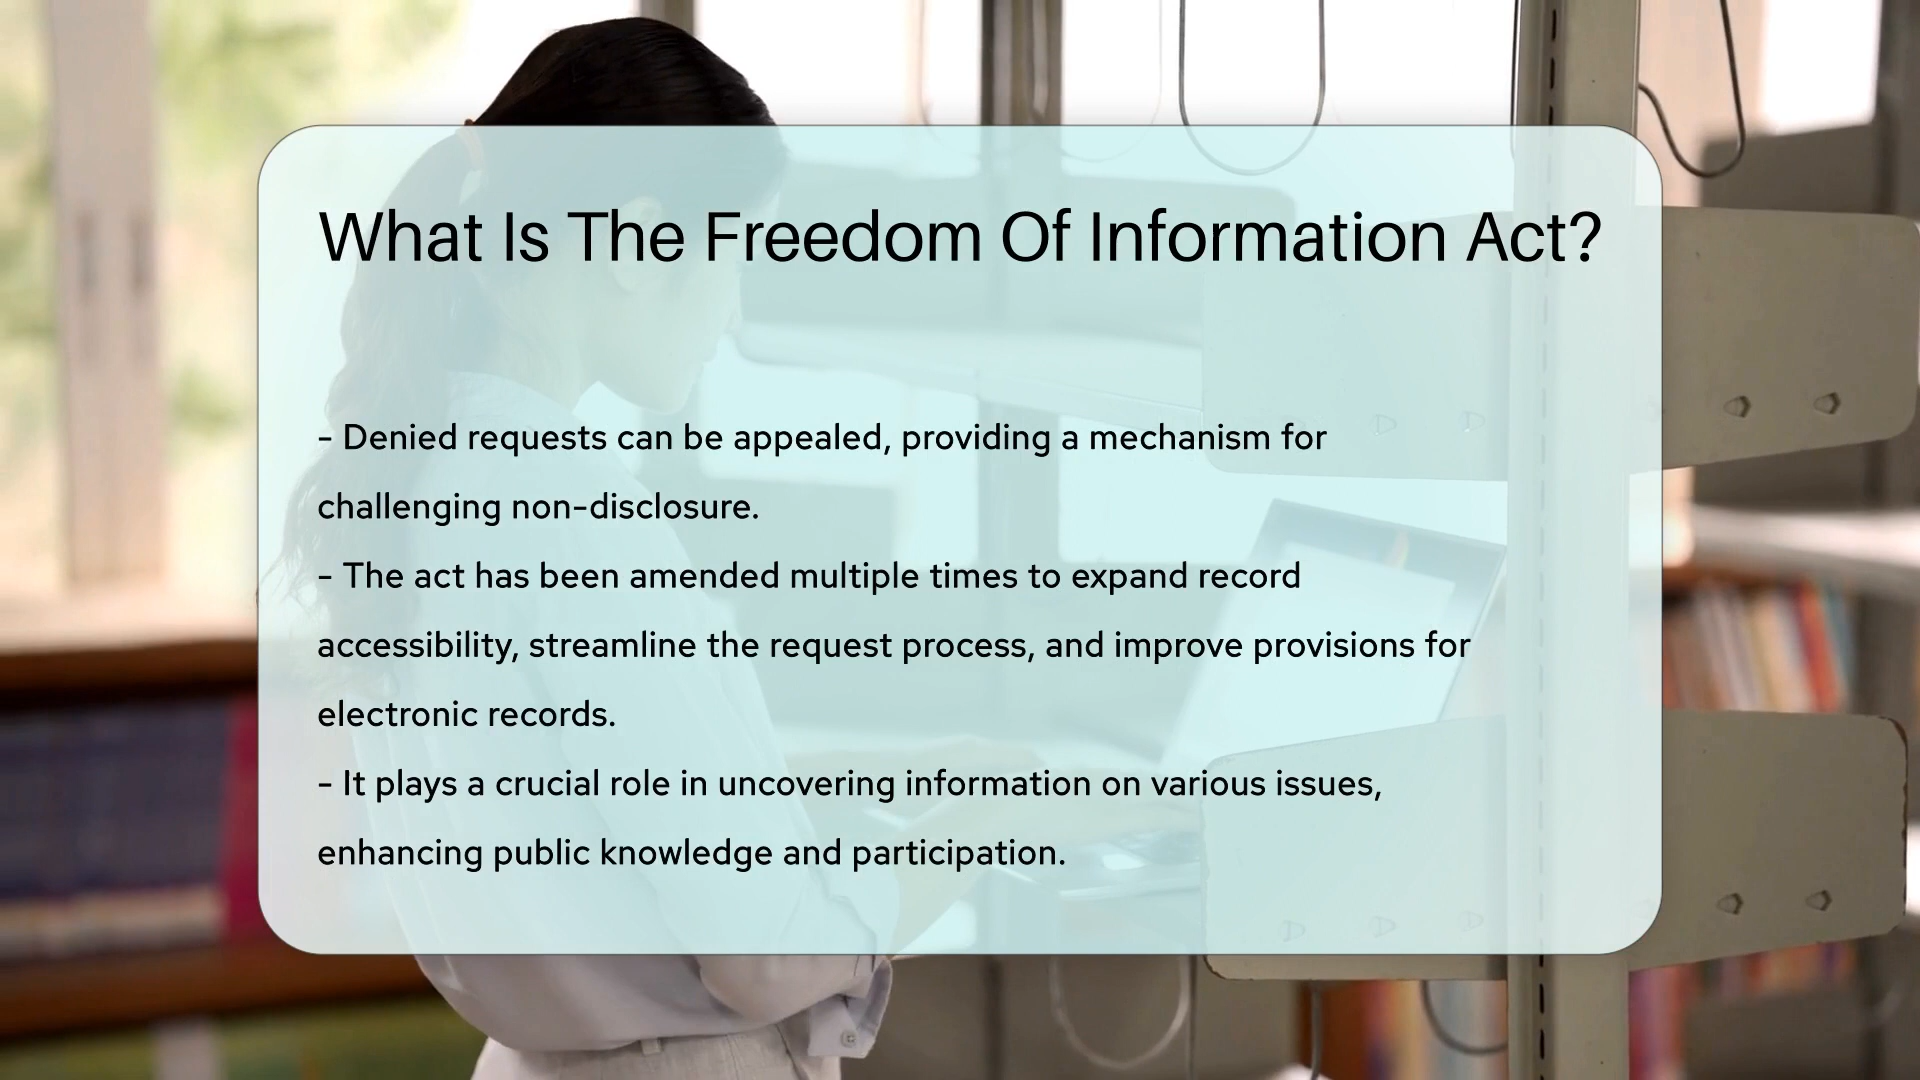 What Is The Freedom Of Information Act?
- Denied requests can be appealed, providing a mechanism for
challenging non-disclosure.
- The act has been amended multiple times to expand record
accessibility, streamline the request process, and improve provisions for
electronic records.
- It plays a crucial role in uncovering information on various issues,
enhancing public knowledge and participation.